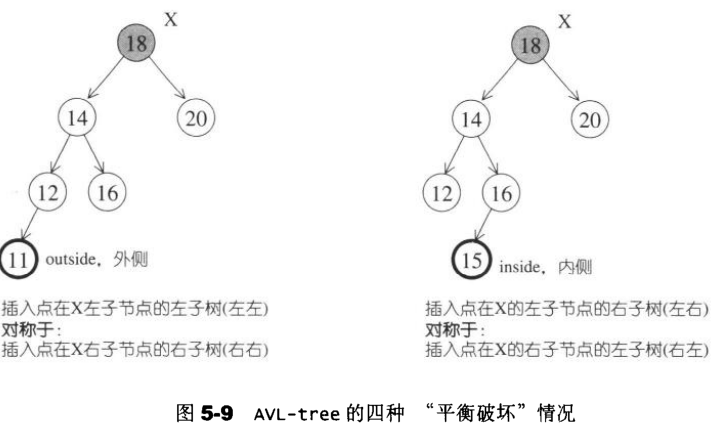 X
18
14
20
12
16
11
outside，外侧
插入点在X左子节点的左子树(左左)
对称于：
插入点在X右子节点的右子树(右右)
X
18
14
20
12
16
15
inside，内侧
插入点在X的左子节点的右子树(左右)
对称于：
插入点在X的右子节点的左子树(右左)
图 5-9 AVL-tree的四种 “平衡破坏”情况